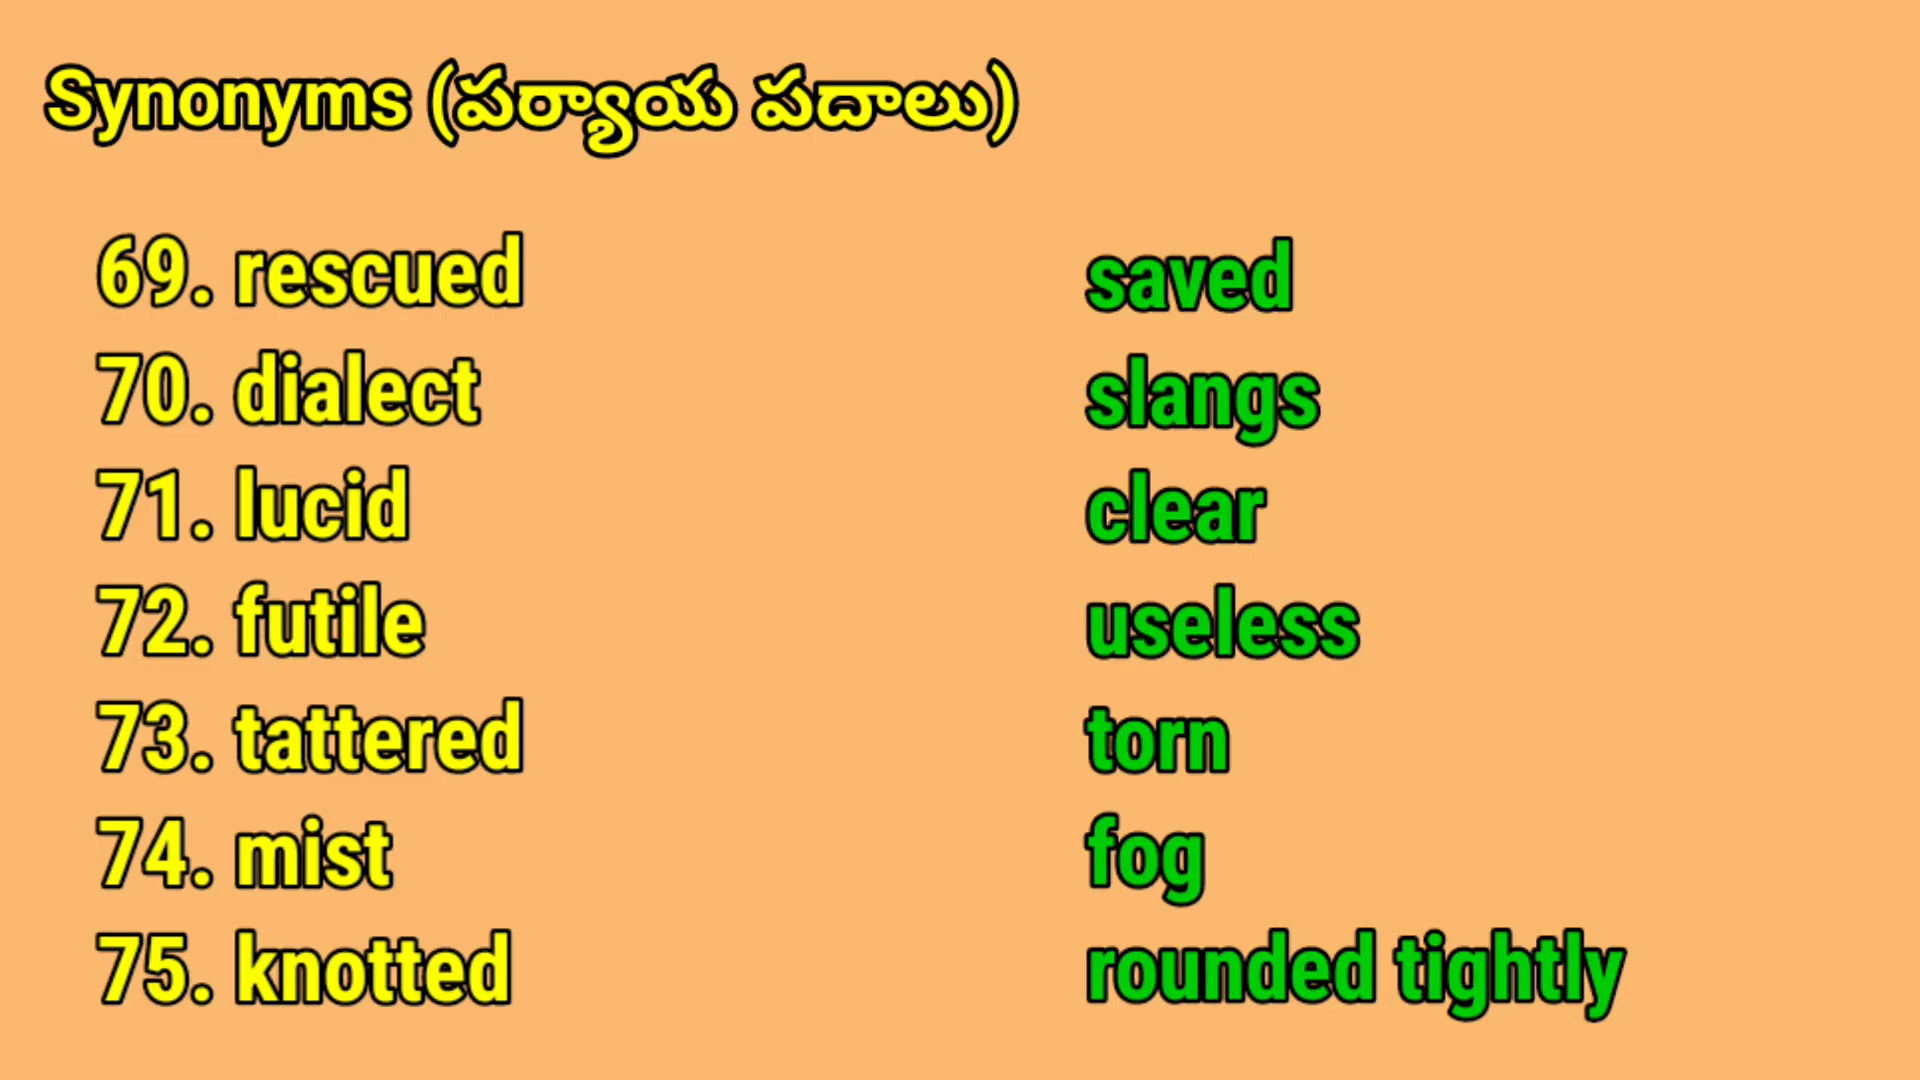 Synonyms (పర్యాయ పదాలు)
69. rescued saved
70. dialect slangs
71. lucid clear
72. futile useless
73. tattered torn
74. mist fog
75. knotted rounded tightly